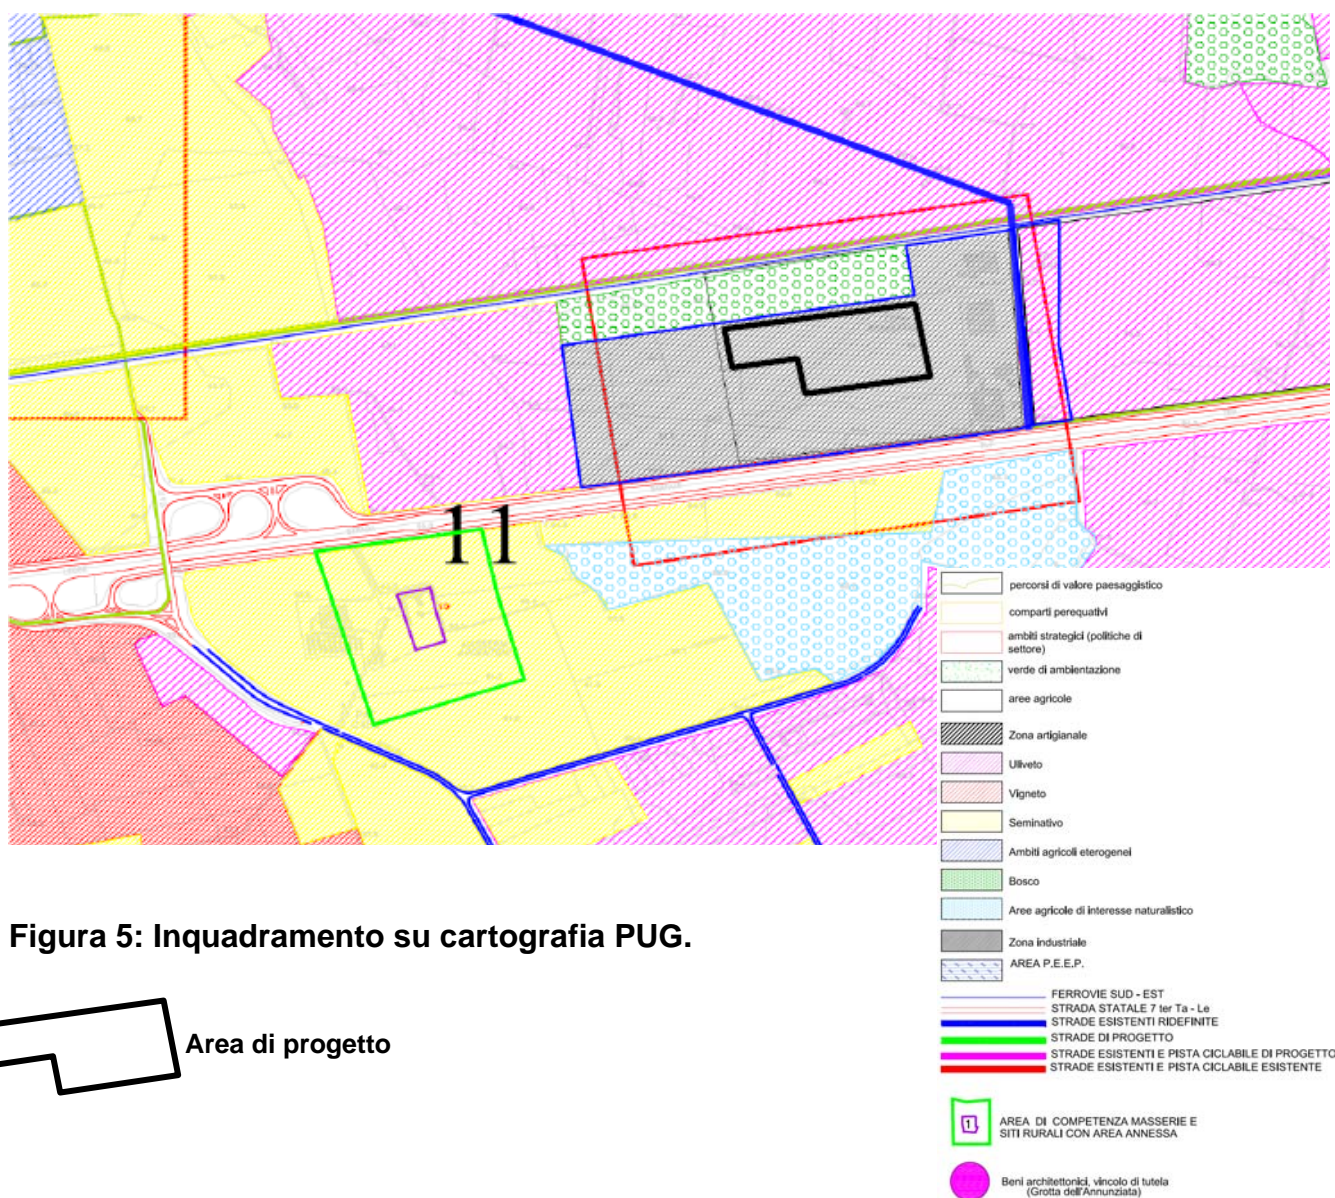 11
19
percorsi di valore paesaggistico
comparti perequativi
ambiti strategici (politiche di
settore)
verde di ambientazione
aree agricole
Zona artigianale
Uliveto
Vigneto
Seminativo
Ambiti agricoli eterogenei
Bosco
Aree agricole di interesse naturalistico
Zona industriale
AREA P.E.E.P.
FERROVIE SUD - EST
STRADA STATALE 7 ter Ta - Le
STRADE ESISTENTI RIDEFINITE
STRADE DI PROGETTO
STRADE ESISTENTI E PISTA CICLABILE DI PROGETTO
STRADE ESISTENTI E PISTA CICLABILE ESISTENTE
1
AREA DI COMPETENZA MASSERIE E
SITI RURALI CON AREA ANNESSA
Beni architettonici, vincolo di tutela
(Grotta dell'Annunziata)
Figura 5: Inquadramento su cartografia PUG.
Area di progetto